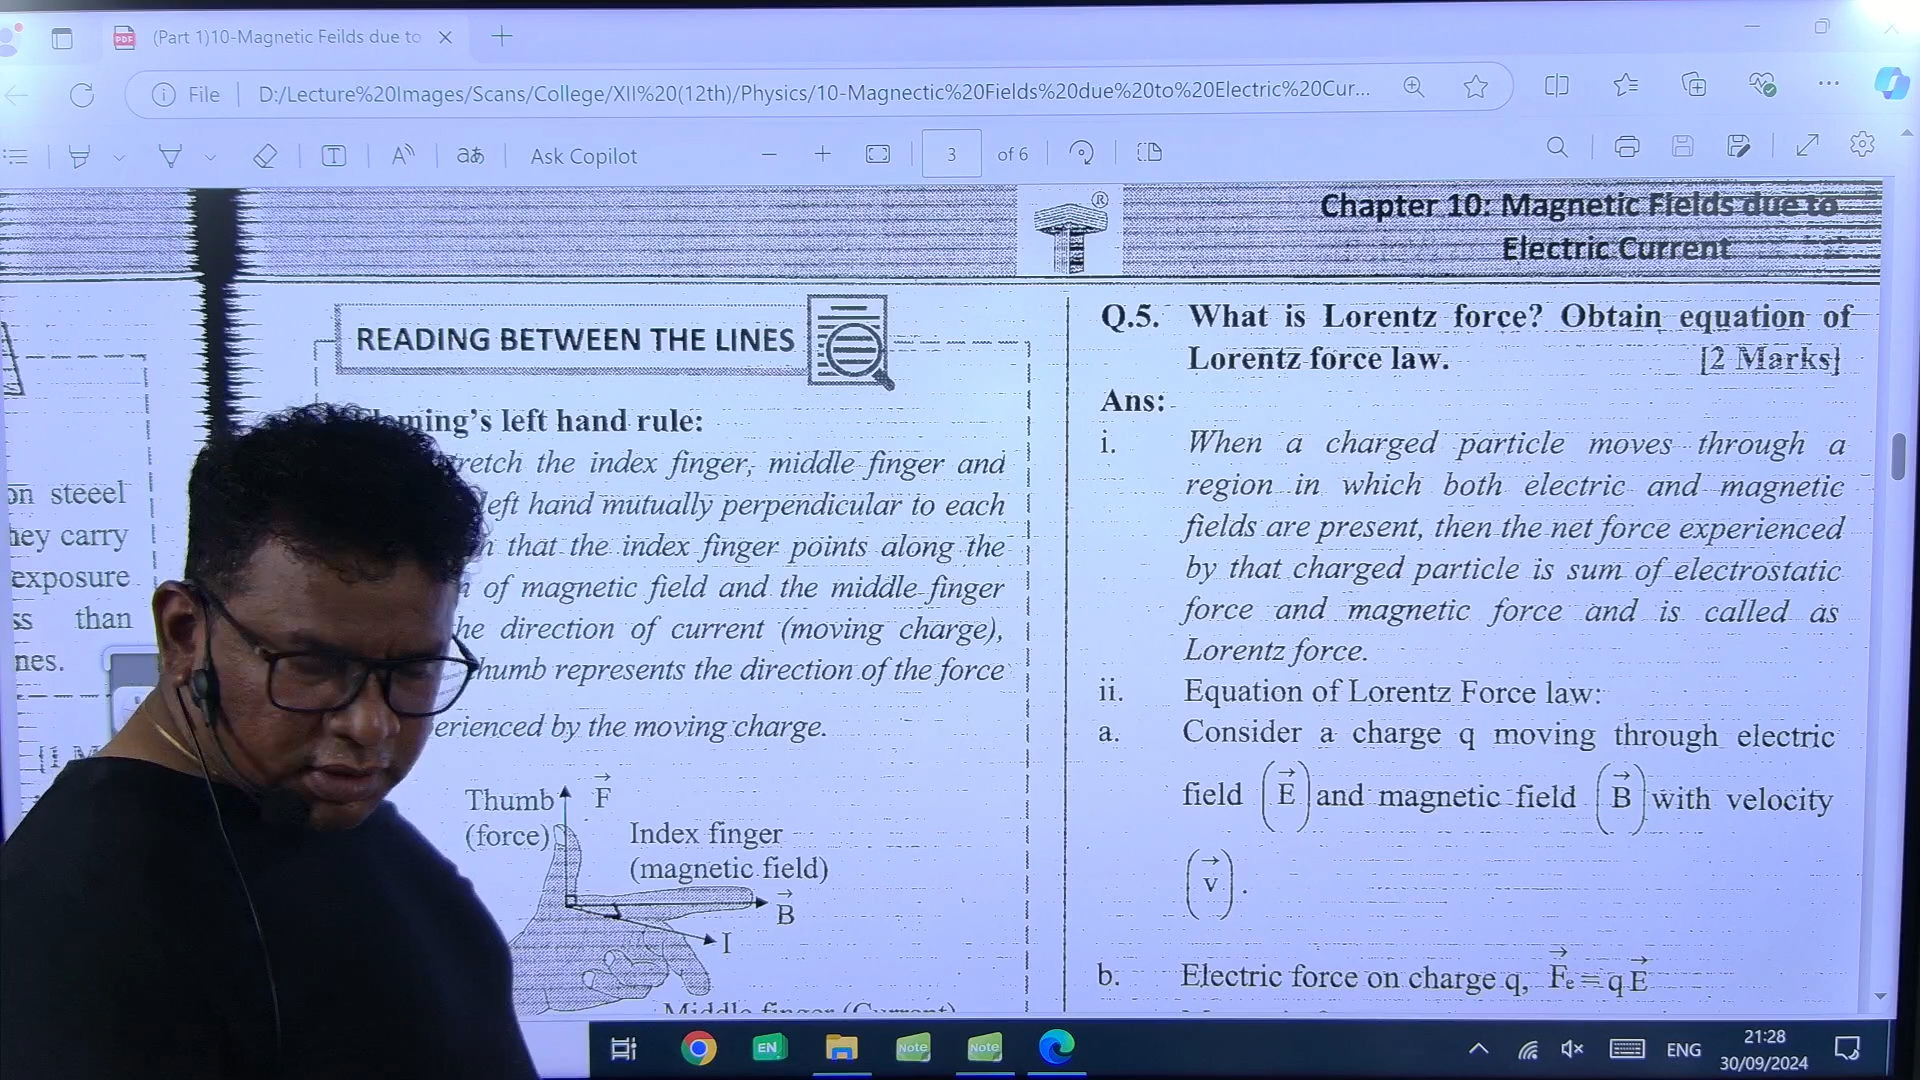 (Part 1)10-Magnetic Feilds due to
File
D:/Lecture%20Images/Scans/College/XII%20(12th)/Physics/10-Magnectic%20Fields%20due%20to%20Electric%20Cur...
Ask Copilot
3 of 6
Chapter 10: Magnetic Fields due to
Electric Current
on steeel
hey carry
exposure
ss than
nes.
READING BETWEEN THE LINES
ming's left hand rule:
retch the index finger, middle finger and
left hand mutually perpendicular to each
n that the index finger points along the
n of magnetic field and the middle finger
he direction of current (moving charge),
humb represents the direction of the force
erienced by the moving charge.
Thumb F⃗
(force) Index finger
(magnetic field)
B⃗
I
Middle finger (Current)
Q.5. What is Lorentz force? Obtain equation of
Lorentz force law. [2 Marks]
Ans:
i. When a charged particle moves through a
region in which both electric and magnetic
fields are present, then the net force experienced
by that charged particle is sum of electrostatic
force and magnetic force and is called as
Lorentz force.
ii. Equation of Lorentz Force law:
a. Consider a charge q moving through electric
field (E⃗) and magnetic field (B⃗) with velocity
(v⃗).
b. Electric force on charge q, F⃗e = qE⃗
EN
Note
Note
ENG
21:28
30/09/2024